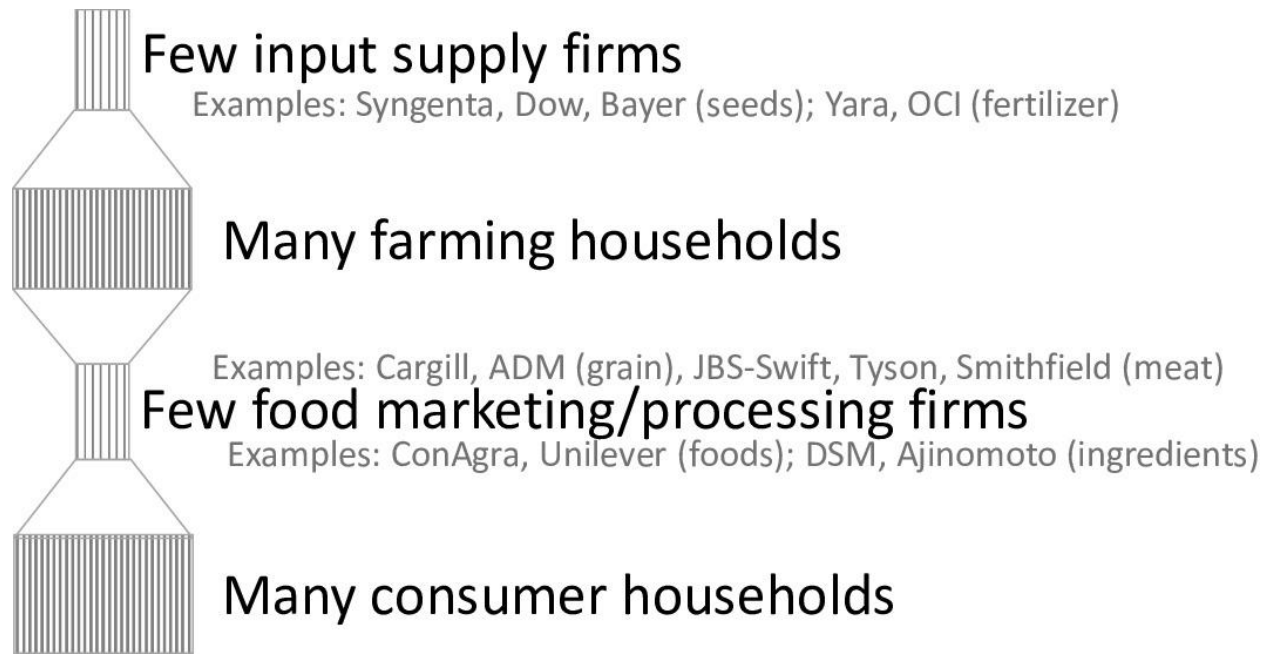 Few input supply firms
Examples: Syngenta, Dow, Bayer (seeds); Yara, OCI (fertilizer)
Many farming households
Examples: Cargill, ADM (grain), JBS-Swift, Tyson, Smithfield (meat)
Few food marketing/processing firms
Examples: ConAgra, Unilever (foods); DSM, Ajinomoto (ingredients)
Many consumer households